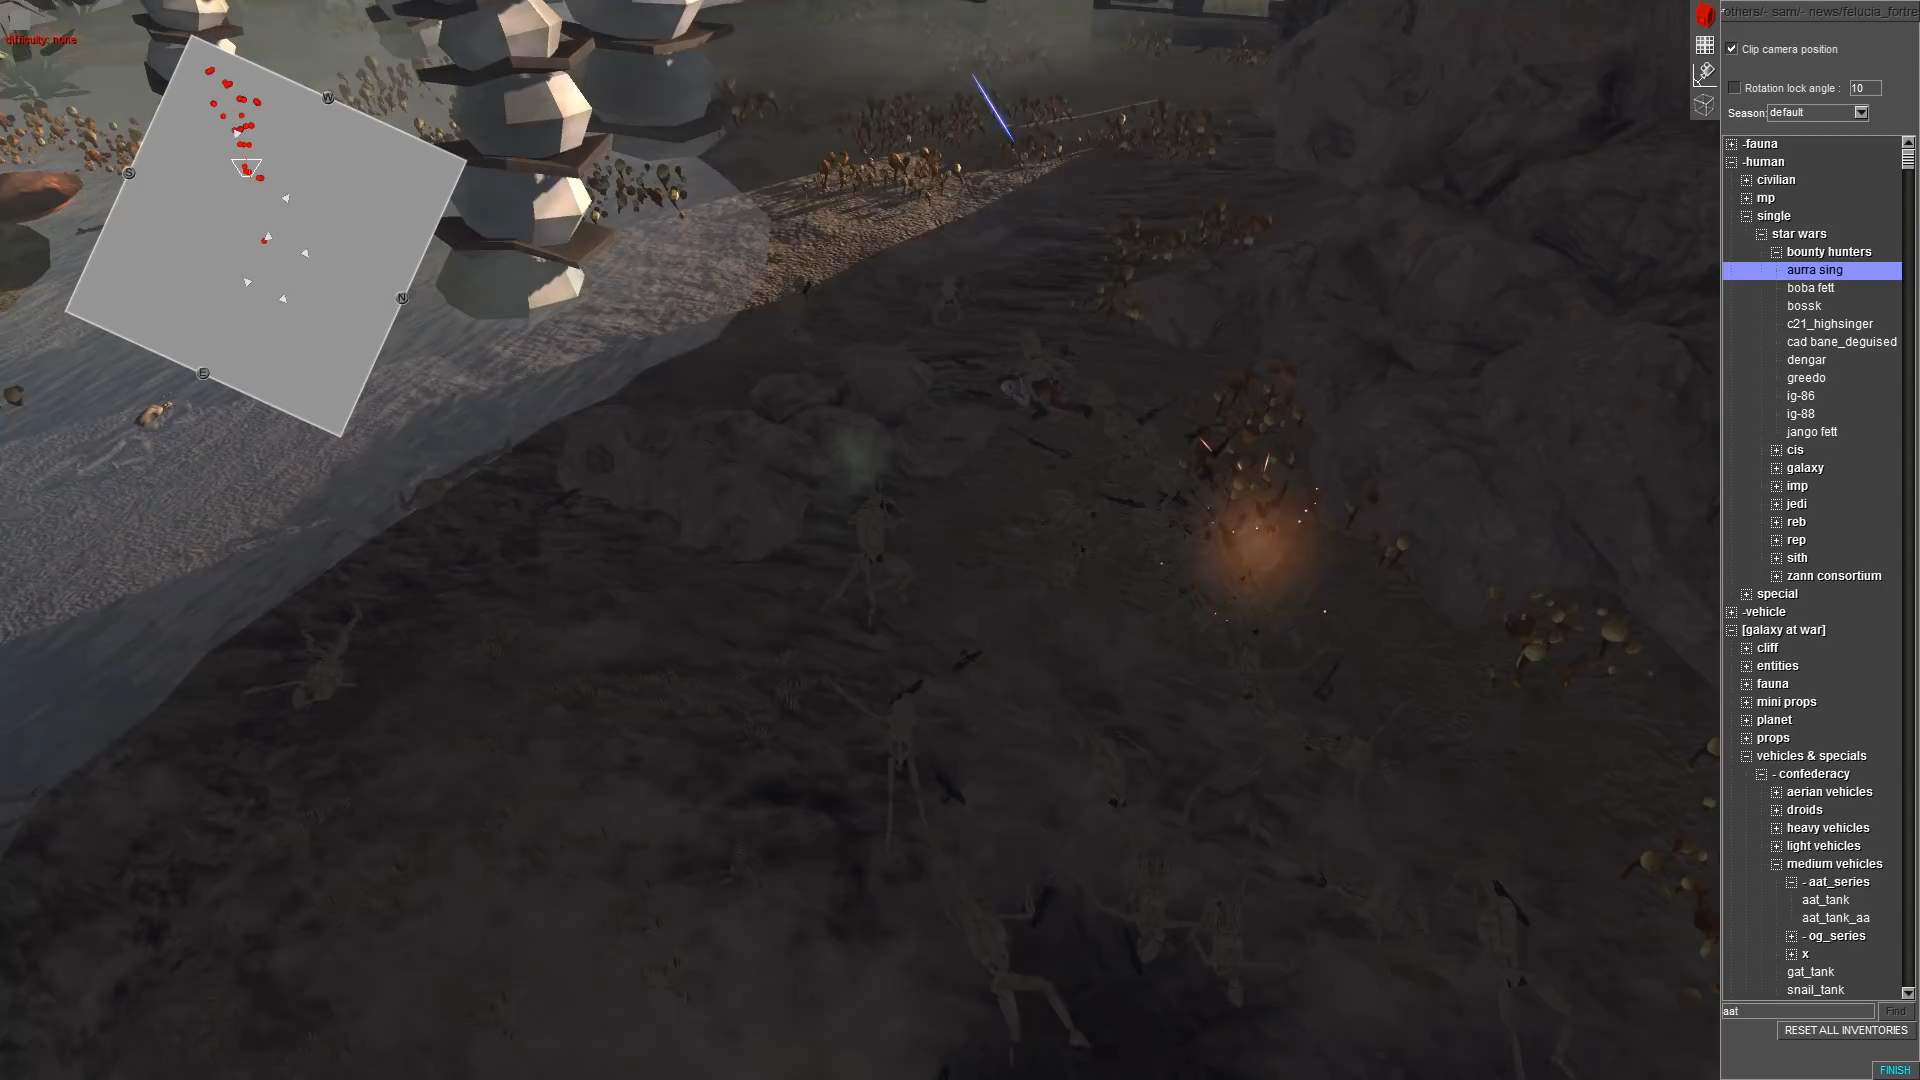 difficulty: none
W
S
N
E
others/- sam/- news/felucia_fortre
Clip camera position
Rotation lock angle : 10
Season: default
-fauna
-human
civilian
mp
single
star wars
bounty hunters
aurra sing
boba fett
bossk
c21_highsinger
cad bane_deguised
dengar
greedo
ig-86
ig-88
jango fett
cis
galaxy
imp
jedi
reb
rep
sith
zann consortium
special
-vehicle
[galaxy at war]
cliff
entities
fauna
mini props
planet
props
vehicles & specials
- confederacy
aerian vehicles
droids
heavy vehicles
light vehicles
medium vehicles
- aat_series
aat_tank
aat_tank_aa
- og_series
x
gat_tank
snail_tank
aat Find
RESET ALL INVENTORIES
FINISH